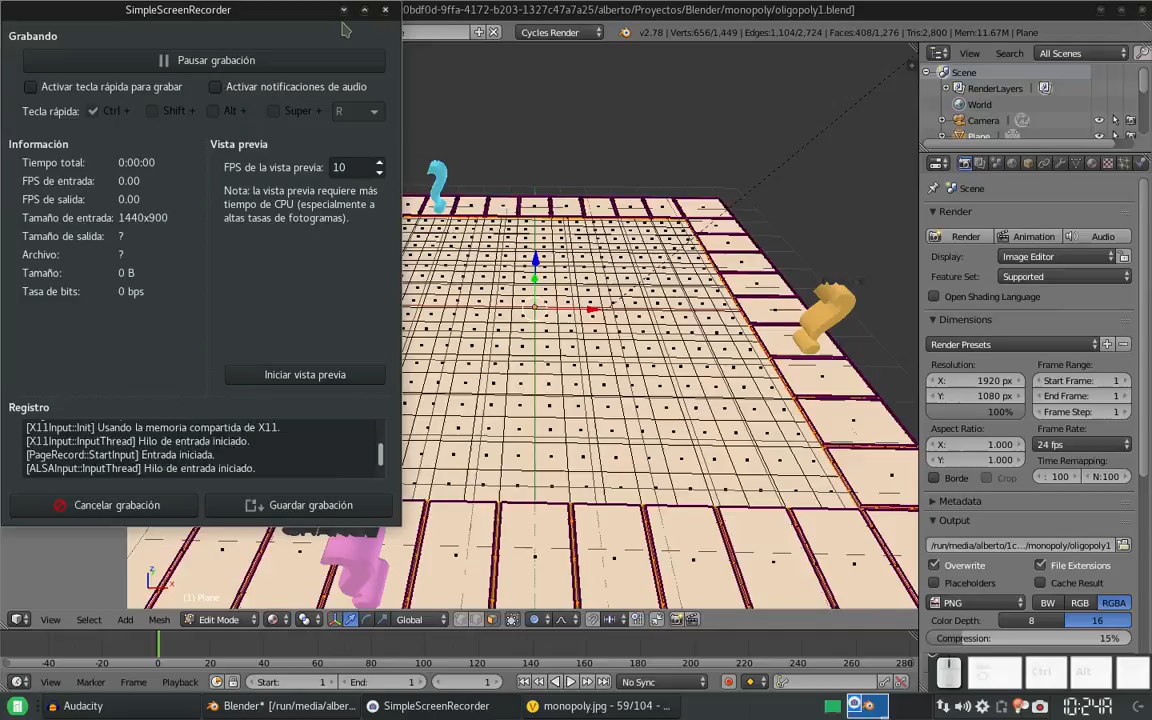 SimpleScreenRecorder
0bdf0d-9ffa-4172-b203-1327c47a7a25/alberto/Proyectos/Blender/monopoly/oligopoly1.blend]
Grabando
Pausar grabación
Cycles Render
v2.78 | Verts:656/1,449 | Edges:1,104/2,724 | Faces:408/1,276 | Tris:2,800 | Mem:11.67M | Plane
View Search All Scenes
Activar tecla rápida para grabar
Activar notificaciones de audio
Tecla rápida: Ctrl + Shift + Alt + Super + R
Información
Vista previa
Tiempo total: 0:00:00
FPS de entrada: 0.00
FPS de salida: 0.00
Tamaño de entrada: 1440x900
Tamaño de salida: ?
Archivo: ?
Tamaño: 0 B
Tasa de bits: 0 bps
FPS de la vista previa: 10
Nota: la vista previa requiere más
tiempo de CPU (especialmente a
altas tasas de fotogramas).
Iniciar vista previa
Registro
[X11Input::Init] Usando la memoria compartida de X11.
[X11Input::InputThread] Hilo de entrada iniciado.
[PageRecord::StartInput] Entrada iniciada.
[ALSAInput::InputThread] Hilo de entrada iniciado.
Cancelar grabación
Guardar grabación
Scene
RenderLayers
World
Camera
Plane
Scene
Render
Render Animation Audio
Display: Image Editor
Feature Set: Supported
Open Shading Language
Dimensions
Render Presets
Resolution: Frame Range:
X: 1920 px Start Frame: 1
Y: 1080 px End Frame: 1
100% Frame Step: 1
Aspect Ratio: Frame Rate:
X: 1.000 24 fps
Y: 1.000 Time Remapping:
Borde Crop : 100 N:100
Metadata
Output
/run/media/alberto/1c...monopoly/oligopoly1
Overwrite File Extensions
Placeholders Cache Result
PNG BW RGB RGBA
Color Depth: 8 16
Compression: 15%
z
x
(1) Plane
View Select Add Mesh Edit Mode Global
-40 -20 0 20 40 60 80 100 120 140 160 180 200 220 240 260 280
View Marker Frame Playback Start: 1 End: 1 1 No Sync
Ctrl Alt
Audacity
Blender* [/run/media/alber...
SimpleScreenRecorder
monopoly.jpg - 59/104 - ...
10:24:49